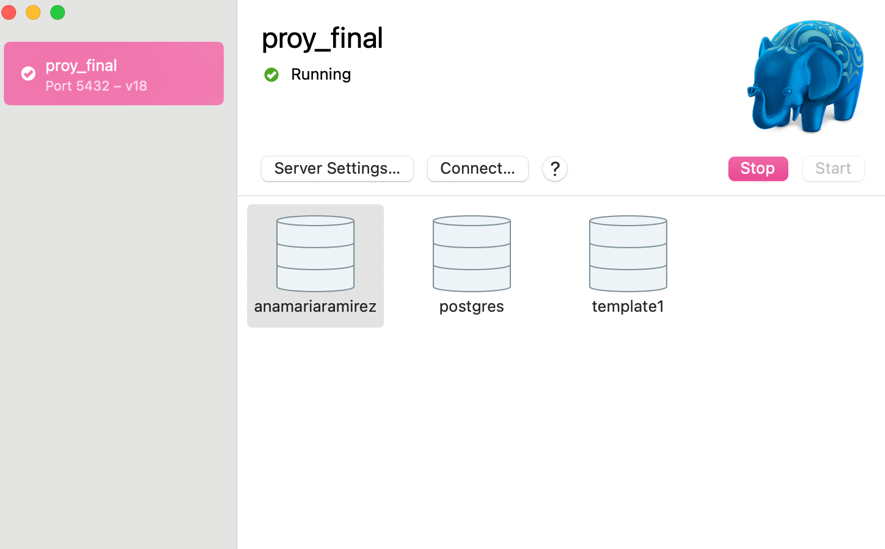 proy_final
Port 5432 – v18
proy_final
Running
Server Settings...
Connect...
?
Stop
Start
anamariaramirez
postgres
template1